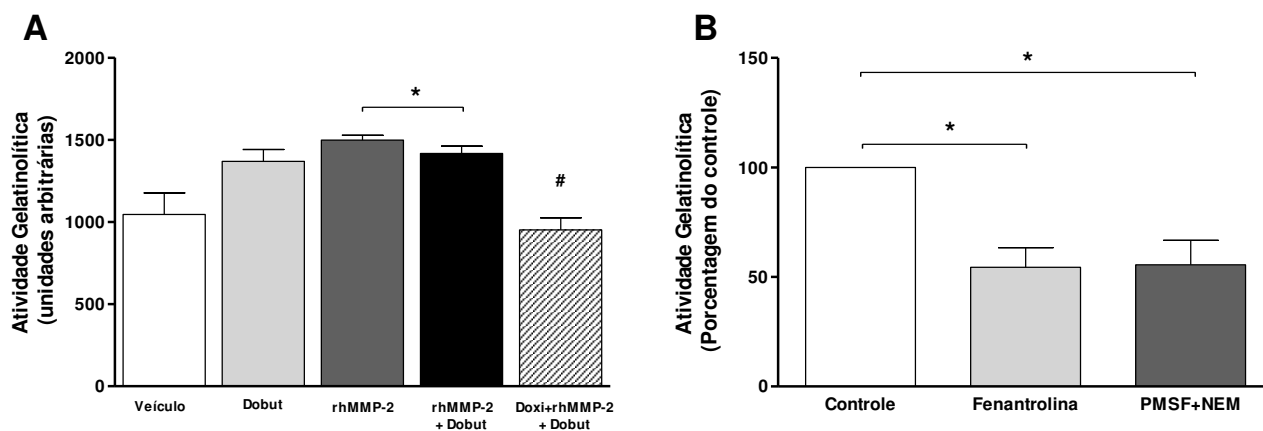 A
Atividade Gelatinolítica
(unidades arbitrárias)
2000
1500
1000
500
0
*
#
Veículo
Dobut
rhMMP-2
rhMMP-2
+ Dobut
Doxi+rhMMP-2
+ Dobut
B
Atividade Gelatinolítica
(Porcentagem do controle)
150
100
50
0
*
*
Controle
Fenantrolina
PMSF+NEM